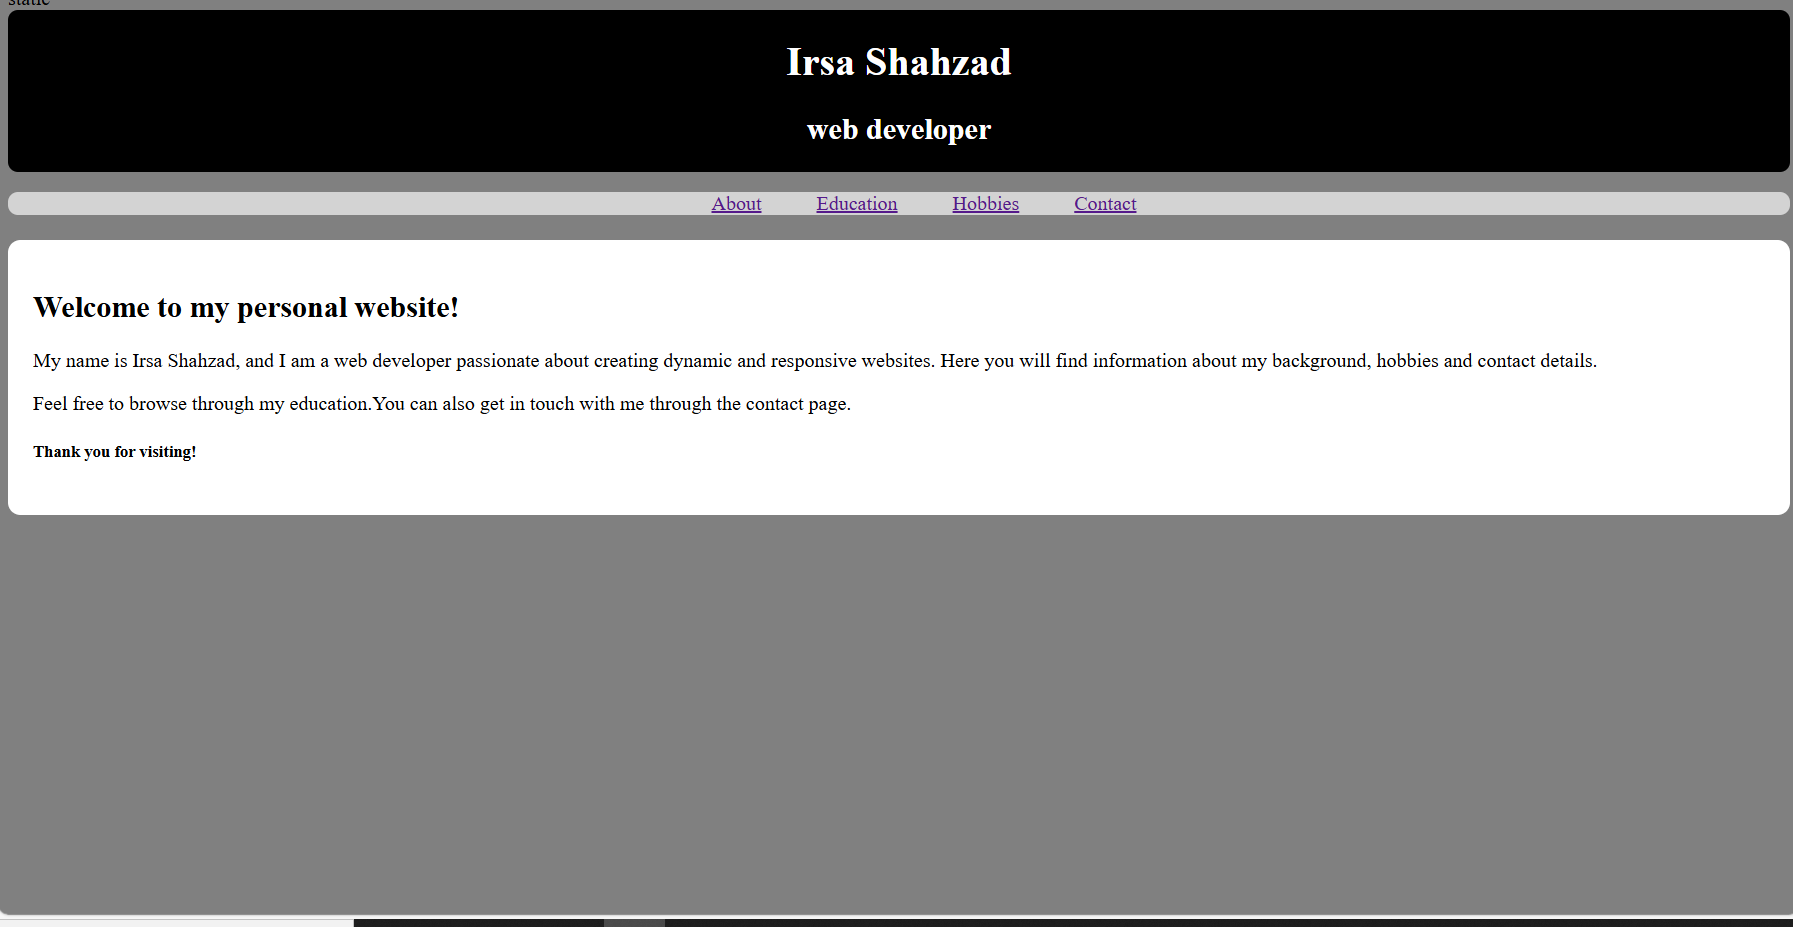 static
Irsa Shahzad
web developer
About Education Hobbies Contact
Welcome to my personal website!
My name is Irsa Shahzad, and I am a web developer passionate about creating dynamic and responsive websites. Here you will find information about my background, hobbies and contact details.
Feel free to browse through my education.You can also get in touch with me through the contact page.
Thank you for visiting!